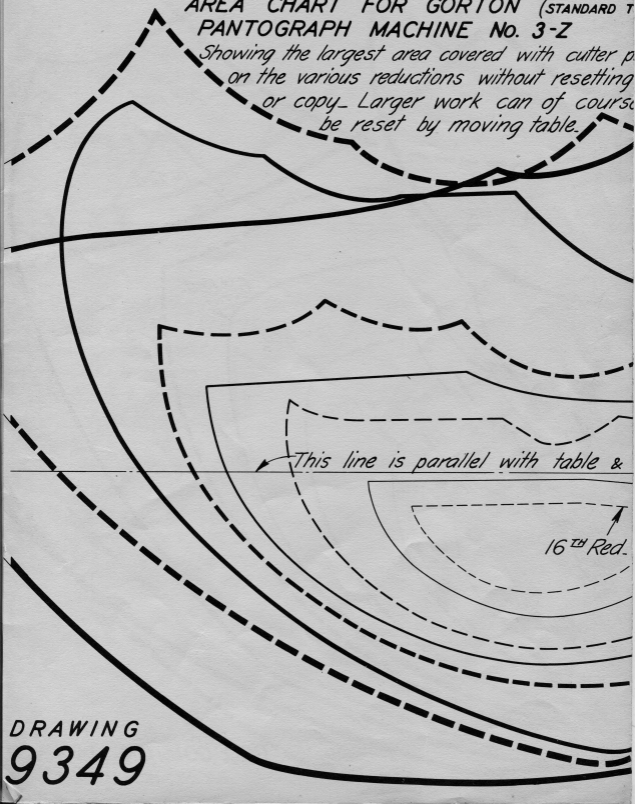 AREA CHART FOR GORTON (STANDARD T
PANTOGRAPH MACHINE No. 3-Z
Showing the largest area covered with cutter p
on the various reductions without resetting
or copy. Larger work can of cours
be reset by moving table.
This line is parallel with table &
16TH Red.
DRAWING
9349